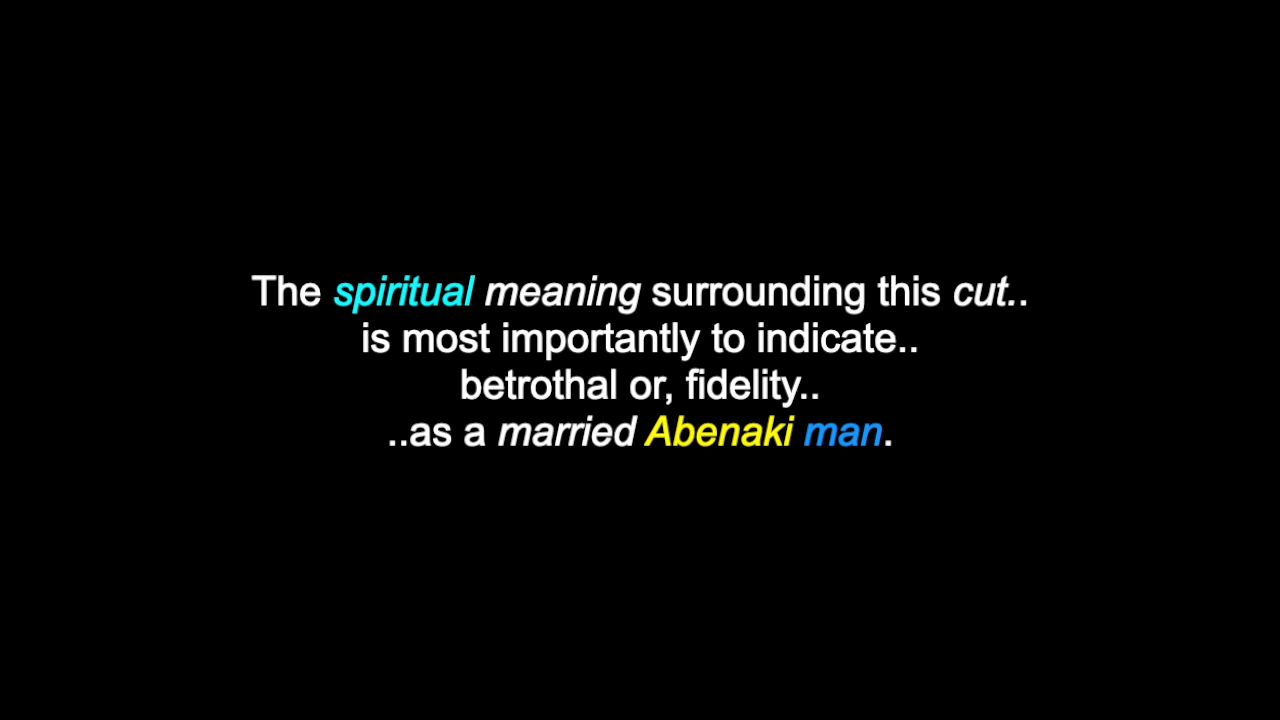 The spiritual meaning surrounding this cut..
is most importantly to indicate..
betrothal or, fidelity..
..as a married Abenaki man.